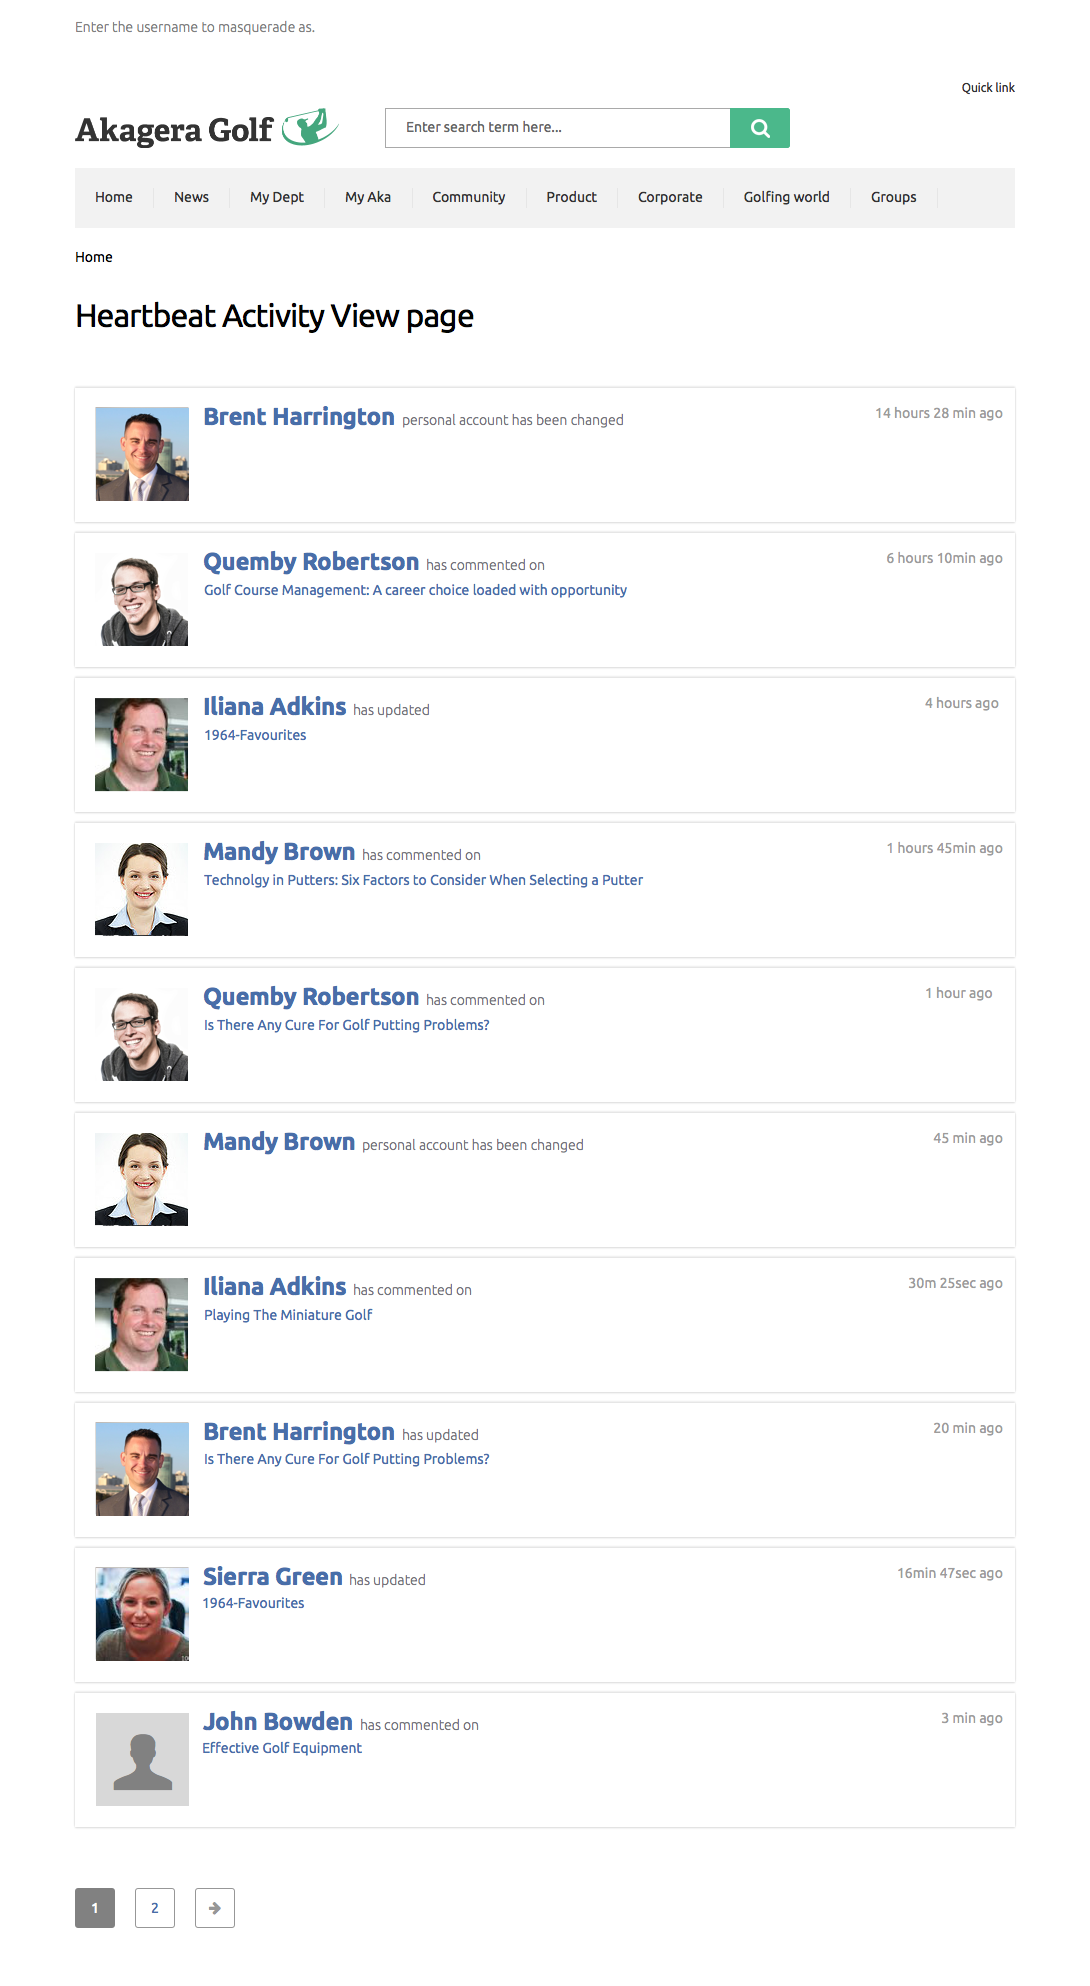 Enter the username to masquerade as.
Quick link
Akagera Golf
Enter search term here...
Home News My Dept My Aka Community Product Corporate Golfing world Groups
Home
Heartbeat Activity View page
Brent Harrington personal account has been changed 14 hours 28 min ago
Quemby Robertson has commented on 6 hours 10min ago
Golf Course Management: A career choice loaded with opportunity
Iliana Adkins has updated 4 hours ago
1964-Favourites
Mandy Brown has commented on 1 hours 45min ago
Technolgy in Putters: Six Factors to Consider When Selecting a Putter
Quemby Robertson has commented on 1 hour ago
Is There Any Cure For Golf Putting Problems?
Mandy Brown personal account has been changed 45 min ago
Iliana Adkins has commented on 30m 25sec ago
Playing The Miniature Golf
Brent Harrington has updated 20 min ago
Is There Any Cure For Golf Putting Problems?
Sierra Green has updated 16min 47sec ago
1964-Favourites
John Bowden has commented on 3 min ago
Effective Golf Equipment
1 2